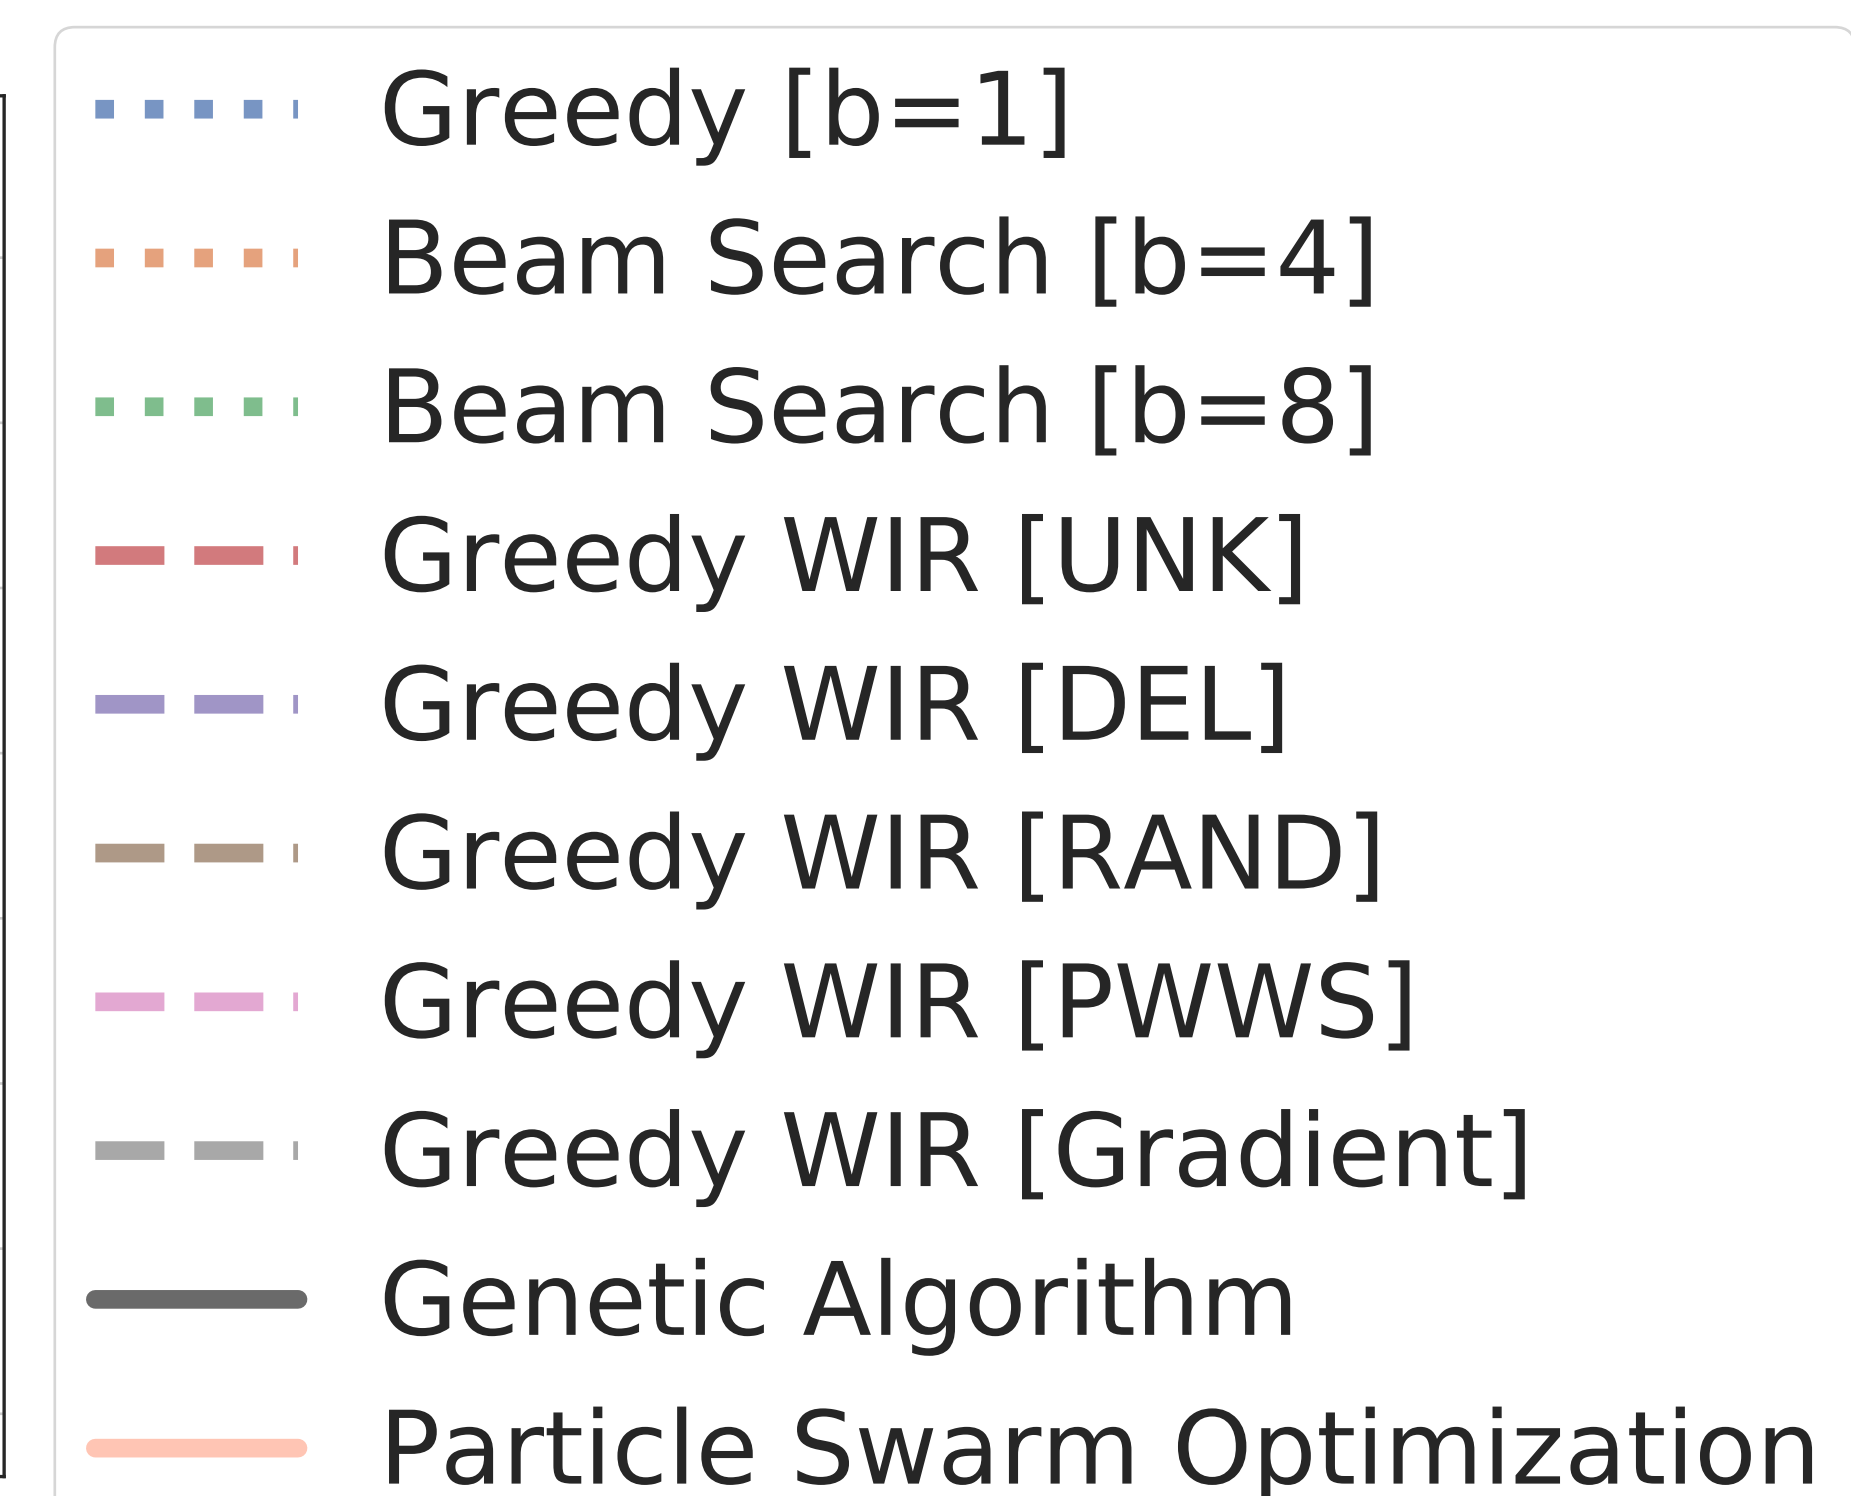 Greedy [b=1]
Beam Search [b=4]
Beam Search [b=8]
Greedy WIR [UNK]
Greedy WIR [DEL]
Greedy WIR [RAND]
Greedy WIR [PWWS]
Greedy WIR [Gradient]
Genetic Algorithm
Particle Swarm Optimization